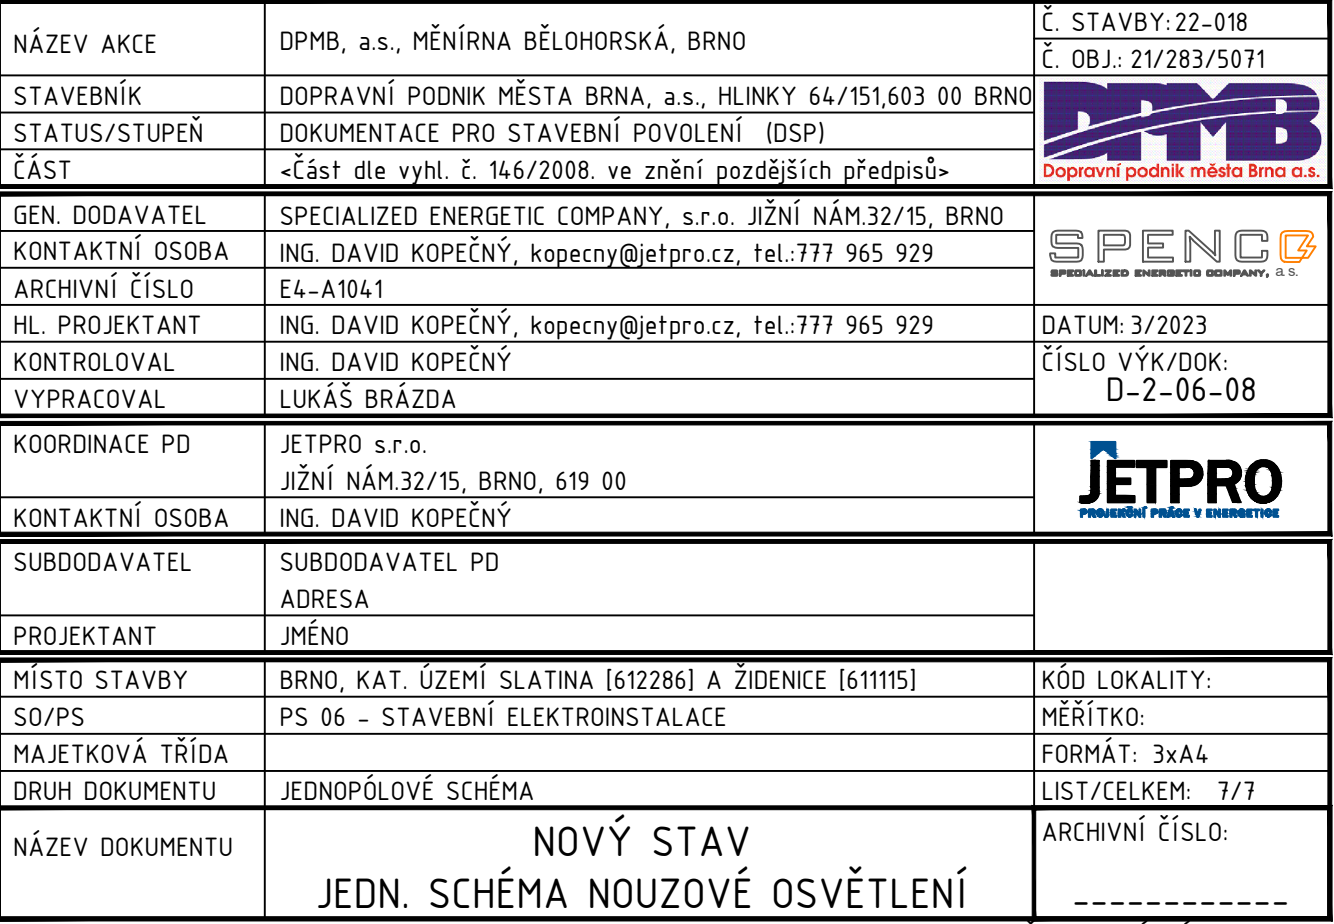 NÁZEV AKCE DPMB, a.s., MĚNÍRNA BĚLOHORSKÁ, BRNO
Č. STAVBY: 22-018
Č. OBJ.: 21/283/5071
STAVEBNÍK DOPRAVNÍ PODNIK MĚSTA BRNA, a.s., HLINKY 64/151,603 00 BRNO
STATUS/STUPEŇ DOKUMENTACE PRO STAVEBNÍ POVOLENÍ (DSP)
ČÁST <Část dle vyhl. č. 146/2008. ve znění pozdějších předpisů>
DPMB
Dopravní podnik města Brna a.s.
GEN. DODAVATEL SPECIALIZED ENERGETIC COMPANY, s.r.o. JIŽNÍ NÁM.32/15, BRNO
KONTAKTNÍ OSOBA ING. DAVID KOPEČNÝ, kopecny@jetpro.cz, tel.:777 965 929
ARCHIVNÍ ČÍSLO E4-A1041
SPENCO
SPECIALIZED ENERGETIC COMPANY, a.s.
HL. PROJEKTANT ING. DAVID KOPEČNÝ, kopecny@jetpro.cz, tel.:777 965 929 DATUM: 3/2023
KONTROLOVAL ING. DAVID KOPEČNÝ ČÍSLO VÝK/DOK:
VYPRACOVAL LUKÁŠ BRÁZDA D-2-06-08
KOORDINACE PD JETPRO s.r.o.
JIŽNÍ NÁM.32/15, BRNO, 619 00
KONTAKTNÍ OSOBA ING. DAVID KOPEČNÝ
JETPRO
PROJEKČNÍ PRÁCE V ENERGETICE
SUBDODAVATEL SUBDODAVATEL PD
ADRESA
PROJEKTANT JMÉNO
MÍSTO STAVBY BRNO, KAT. ÚZEMÍ SLATINA [612286] A ŽIDENICE [611115] KÓD LOKALITY:
SO/PS PS 06 - STAVEBNÍ ELEKTROINSTALACE MĚŘÍTKO:
MAJETKOVÁ TŘÍDA FORMÁT: 3xA4
DRUH DOKUMENTU JEDNOPÓLOVÉ SCHÉMA LIST/CELKEM: 7/7
NÁZEV DOKUMENTU NOVÝ STAV
JEDN. SCHÉMA NOUZOVÉ OSVĚTLENÍ
ARCHIVNÍ ČÍSLO:
____________